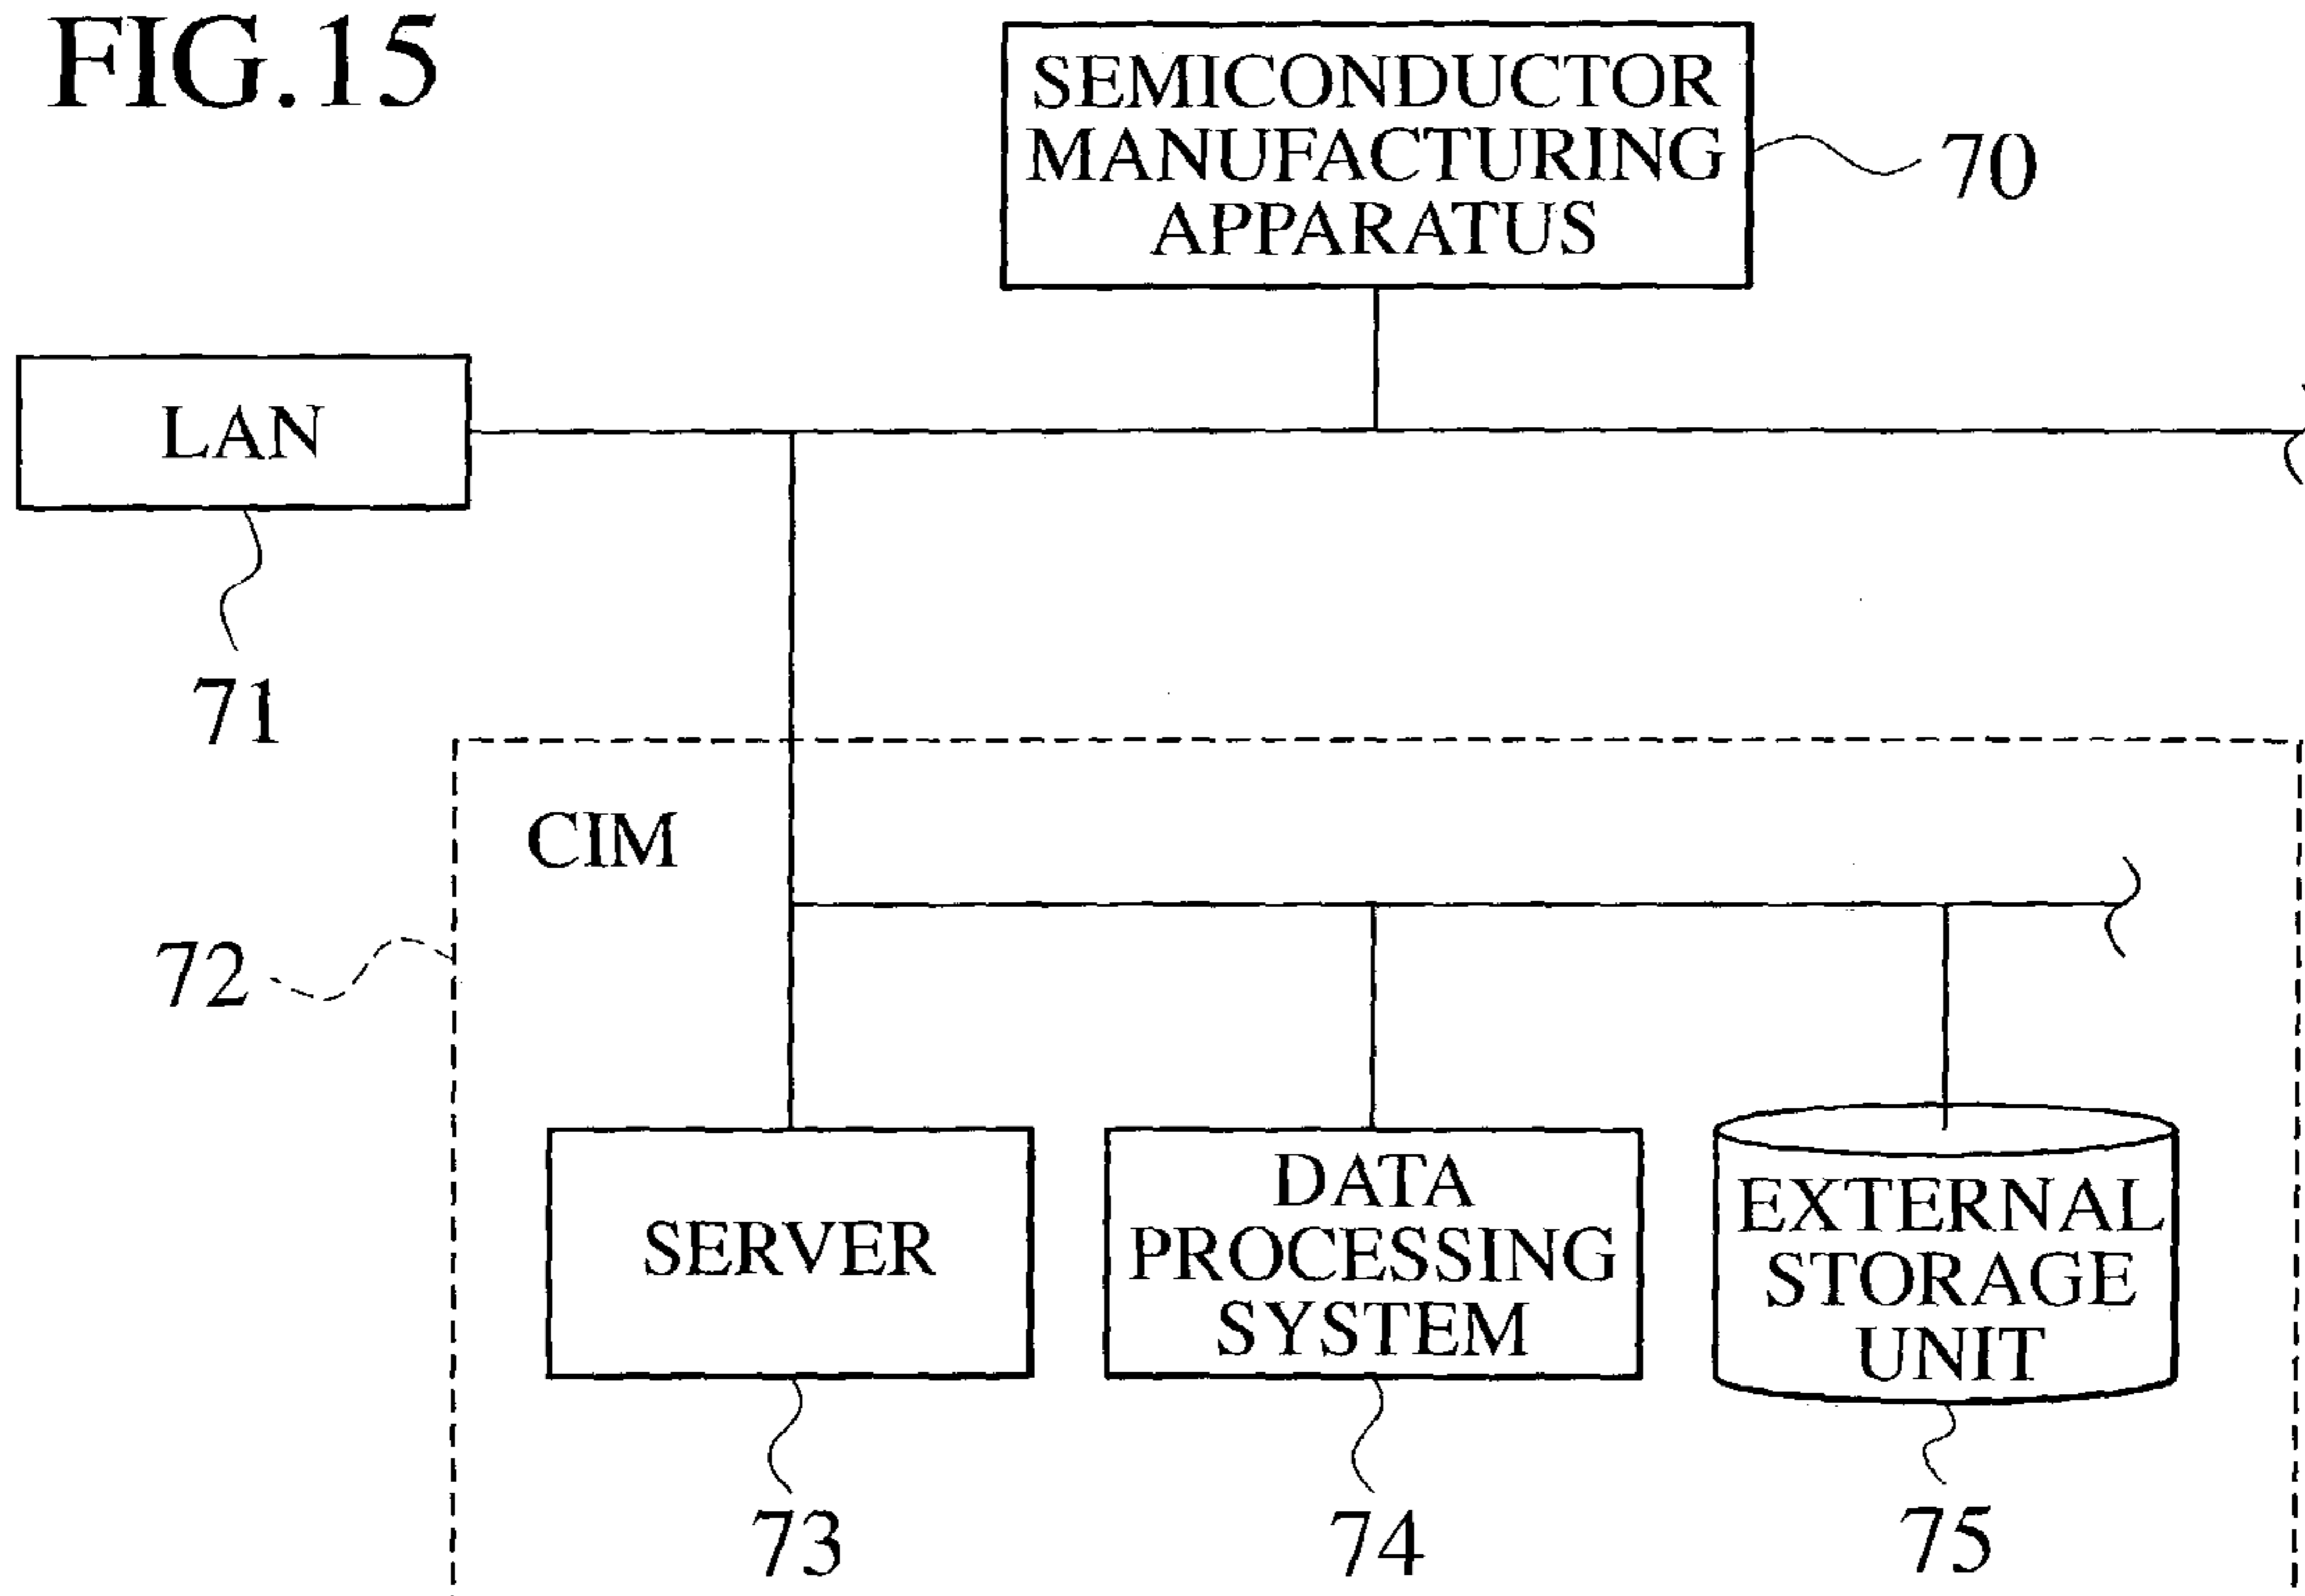 FIG.15
SEMICONDUCTOR
MANUFACTURING
APPARATUS
70
LAN
71
CIM
72
SERVER
DATA
PROCESSING
SYSTEM
EXTERNAL
STORAGE
UNIT
73
74
75